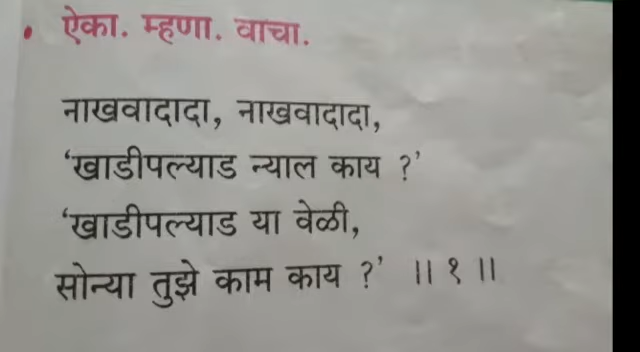 • ऐका. म्हणा. वाचा.
नाखवादादा, नाखवादादा,
‘खाडीपल्याड न्याल काय ?’
‘खाडीपल्याड या वेळी,
सोन्या तुझे काम काय ?’ ॥ १ ॥